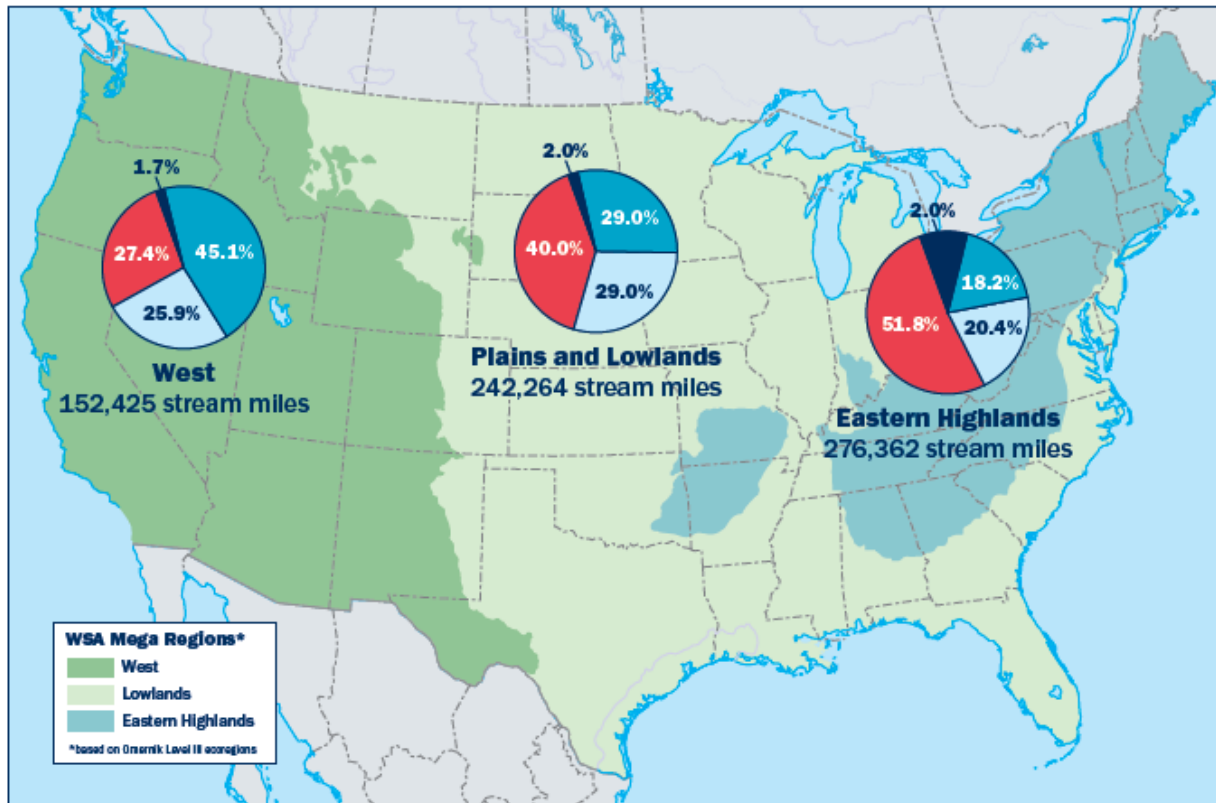 1.7%
45.1%
27.4%
25.9%
West
152,425 stream miles
2.0%
29.0%
40.0%
29.0%
Plains and Lowlands
242,264 stream miles
2.0%
18.2%
51.8%
20.4%
Eastern Highlands
276,362 stream miles
WSA Mega Regions*
West
Lowlands
Eastern Highlands
*based on Omernik Level III ecoregions